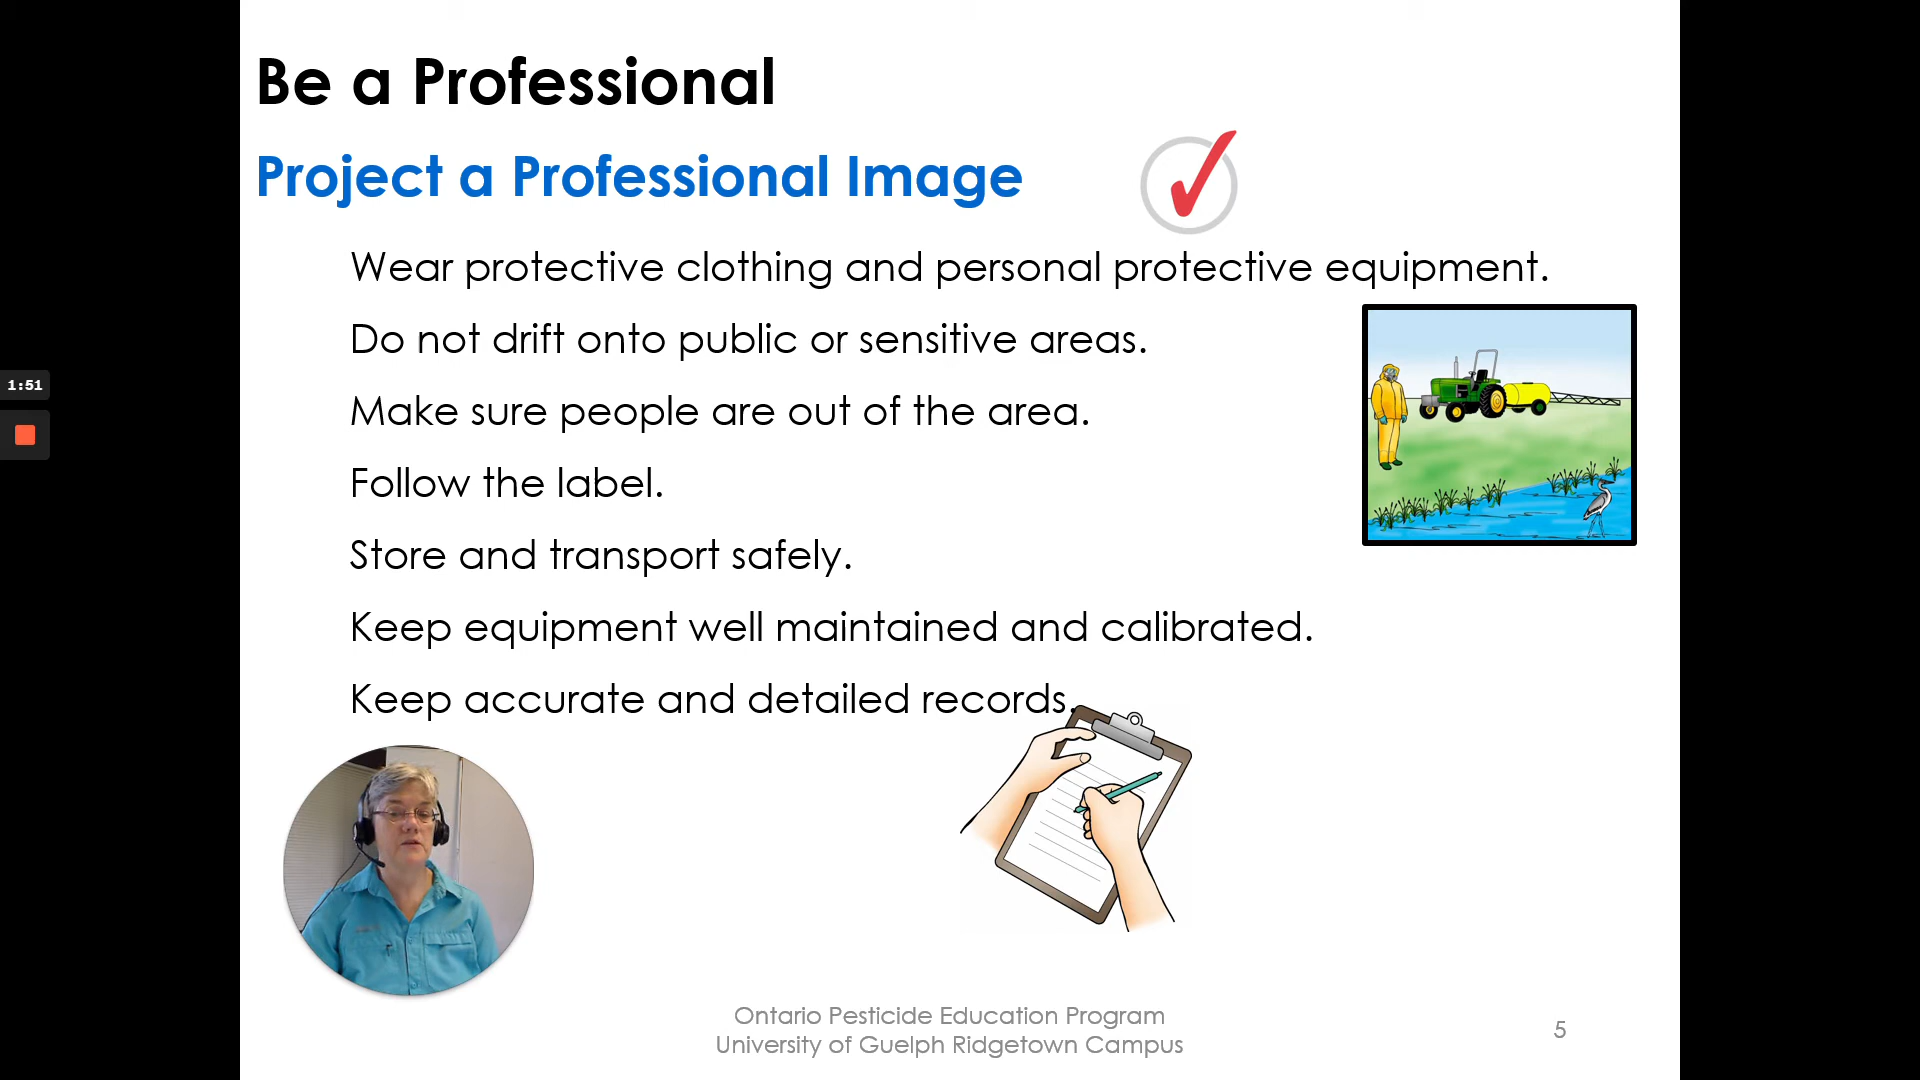 Be a Professional
Project a Professional Image
Wear protective clothing and personal protective equipment.
Do not drift onto public or sensitive areas.
Make sure people are out of the area.
1:51
Follow the label.
Store and transport safely.
Keep equipment well maintained and calibrated.
Keep accurate and detailed records.
Ontario Pesticide Education Program
University of Guelph Ridgetown Campus
5